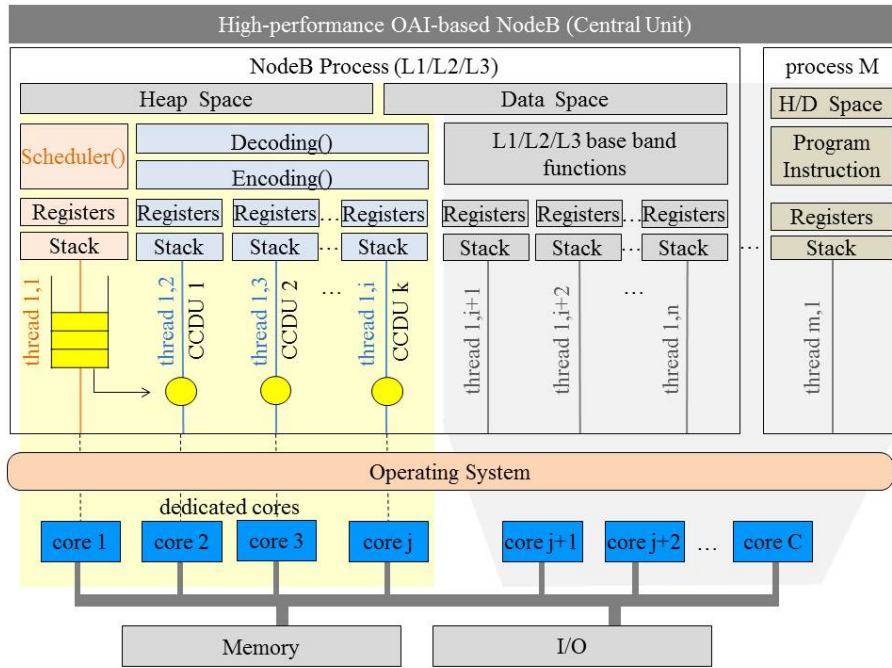 High-performance OAI-based NodeB (Central Unit)
NodeB Process (L1/L2/L3)
process M
Heap Space
Data Space
H/D Space
Scheduler()
Decoding()
Encoding()
L1/L2/L3 base band
functions
Program
Instruction
Registers
Registers
Registers
...
Registers
Registers
Registers
...
Registers
Registers
Stack
Stack
Stack
...
Stack
Stack
Stack
...
Stack
...
Stack
thread 1,1
thread 1,2
CCDU 1
thread 1,3
CCDU 2
...
thread 1,i
CCDU k
thread 1,i+1
thread 1,i+2
...
thread 1,n
thread m,1
Operating System
dedicated cores
core 1
core 2
core 3
core j
core j+1
core j+2
...
core C
Memory
I/O